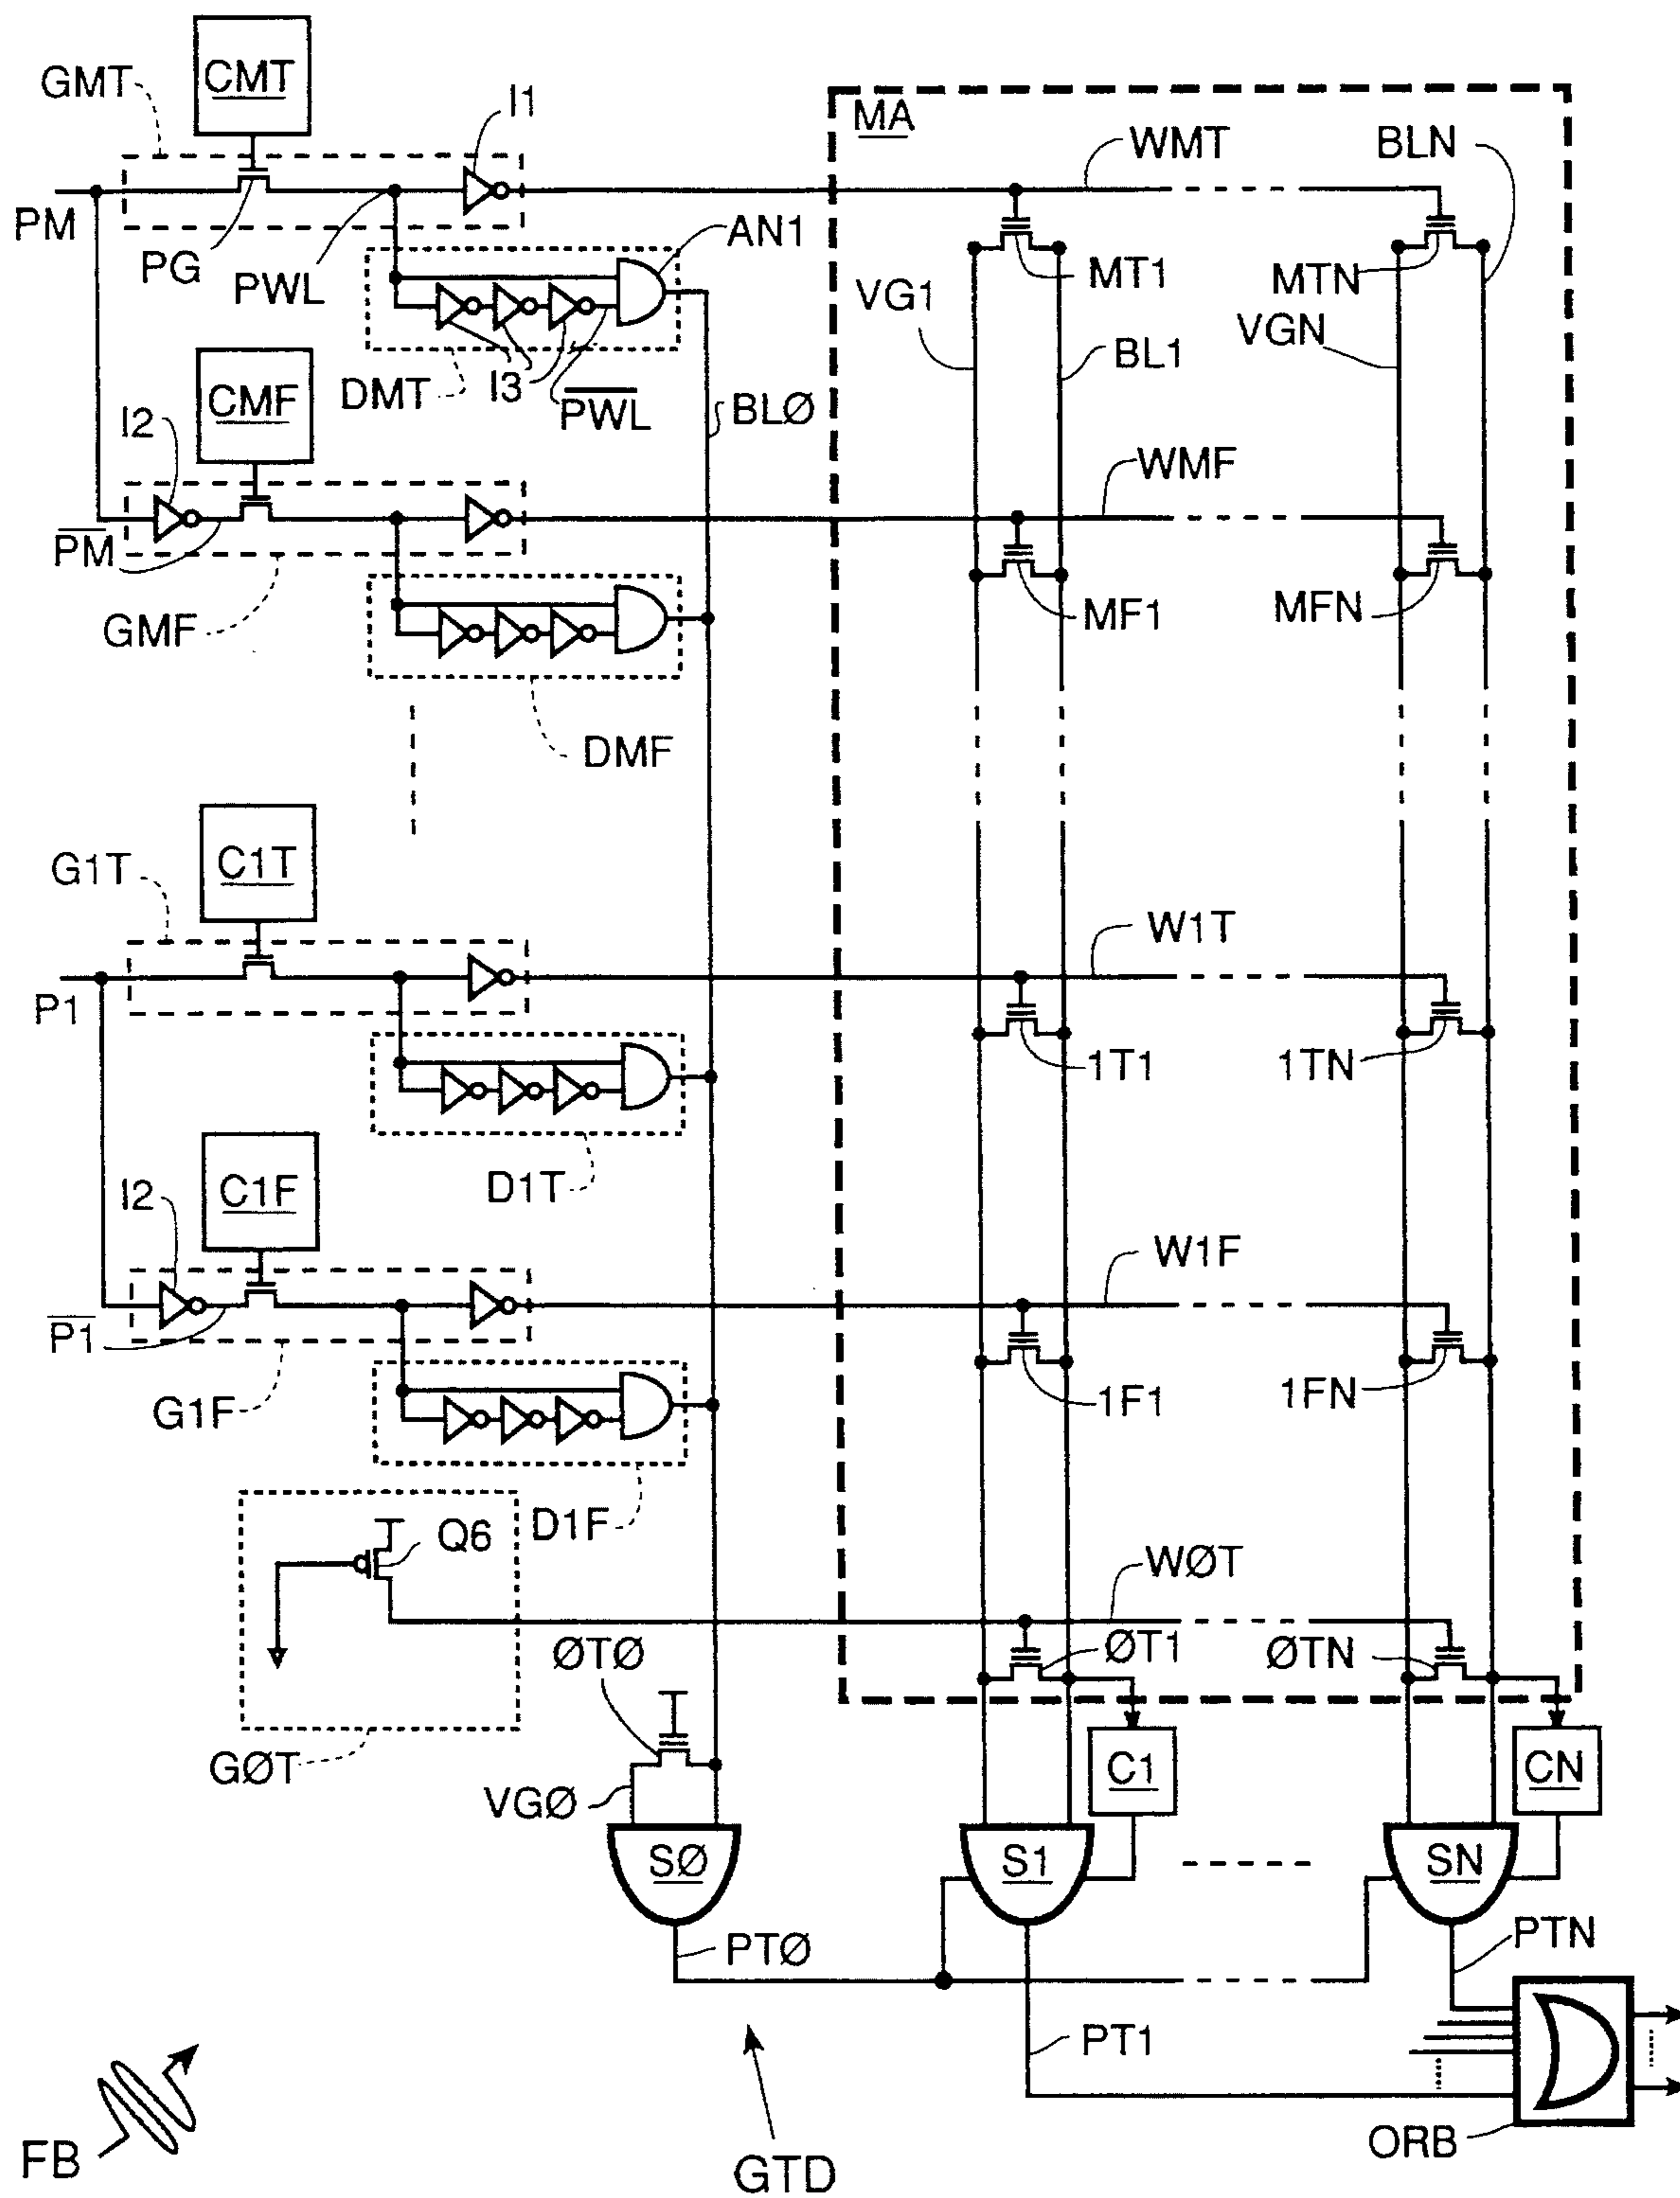 CMT
GMT
I1
MA
WMT
BLN
PM
PG
PWL
AN1
MT1
MTN
VG1
VGN
BL1
DMT
I3
PWL
BLØ
CMF
I2
WMF
PM
GMF
MF1
MFN
DMF
C1T
G1T
W1T
P1
1T1
1TN
D1T
C1F
I2
W1F
P1
G1F
1F1
1FN
D1F
Q6
WØT
ØTØ
ØT1
ØTN
GØT
VGØ
C1
CN
SØ
S1
SN
PTØ
PTN
PT1
ORB
FB
GTD